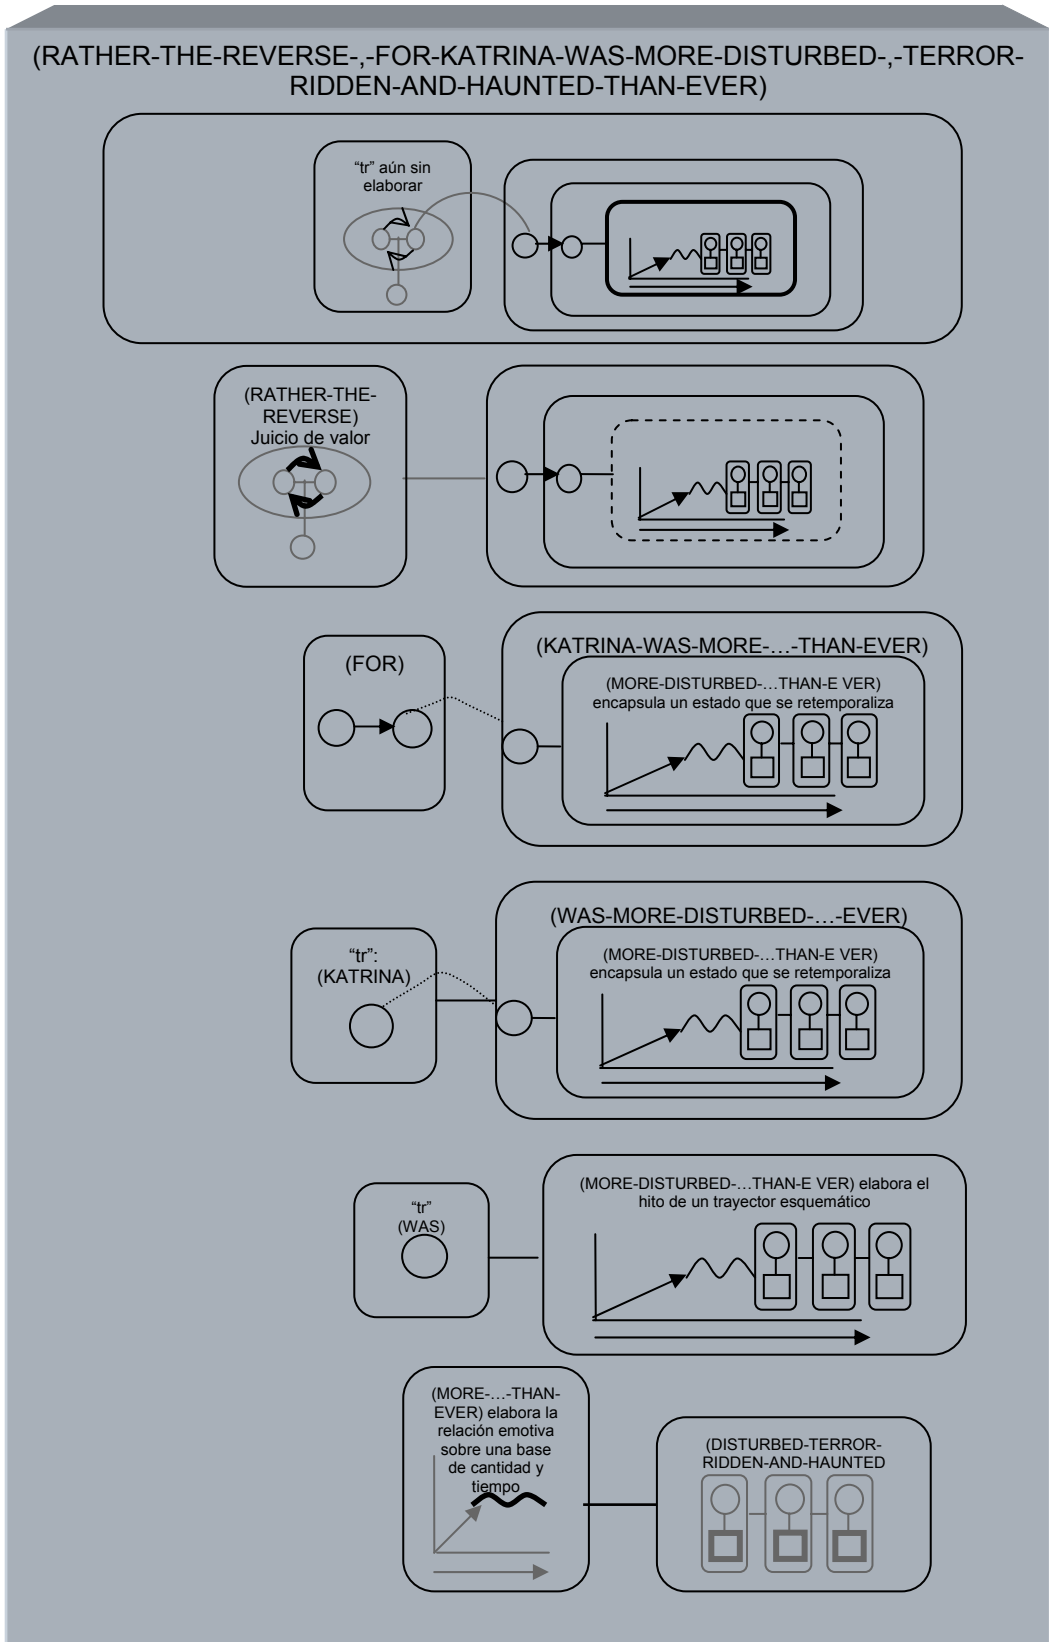 (RATHER-THE-REVERSE-,-FOR-KATRINA-WAS-MORE-DISTURBED-,-TERROR-
RIDDEN-AND-HAUNTED-THAN-EVER)
“tr” aún sin
elaborar
(RATHER-THE-
REVERSE)
Juicio de valor
(FOR)
(KATRINA-WAS-MORE-…-THAN-EVER)
(MORE-DISTURBED-…THAN-E VER)
encapsula un estado que se retemporaliza
“tr”:
(KATRINA)
(WAS-MORE-DISTURBED-…-EVER)
(MORE-DISTURBED-…THAN-E VER)
encapsula un estado que se retemporaliza
“tr”
(WAS)
(MORE-DISTURBED-…THAN-E VER) elabora el
hito de un trayector esquemático
(MORE-…-THAN-
EVER) elabora la
relación emotiva
sobre una base
de cantidad y
tiempo
(DISTURBED-TERROR-
RIDDEN-AND-HAUNTED